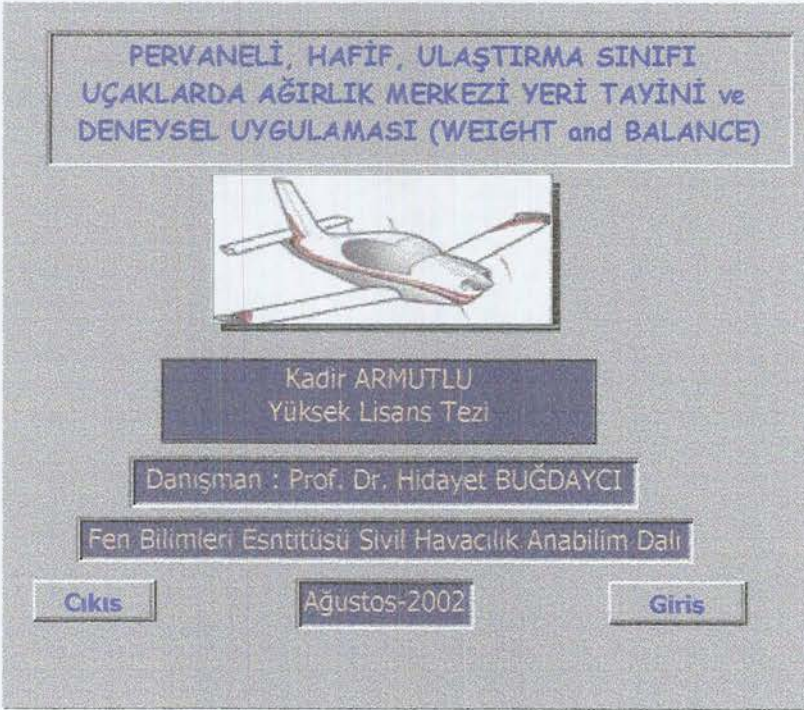 PERVANELİ, HAFİF, ULAŞTIRMA SINIFI
UÇAKLARDA AĞIRLIK MERKEZİ YERİ TAYİNİ ve
DENEYSEL UYGULAMASI (WEIGHT and BALANCE)
Kadir ARMUTLU
Yüksek Lisans Tezi
Danışman : Prof. Dr. Hidayet BUĞDAYCI
Fen Bilimleri Esntitüsü Sivil Havacılık Anabilim Dalı
Cıkıs
Ağustos-2002
Giriş